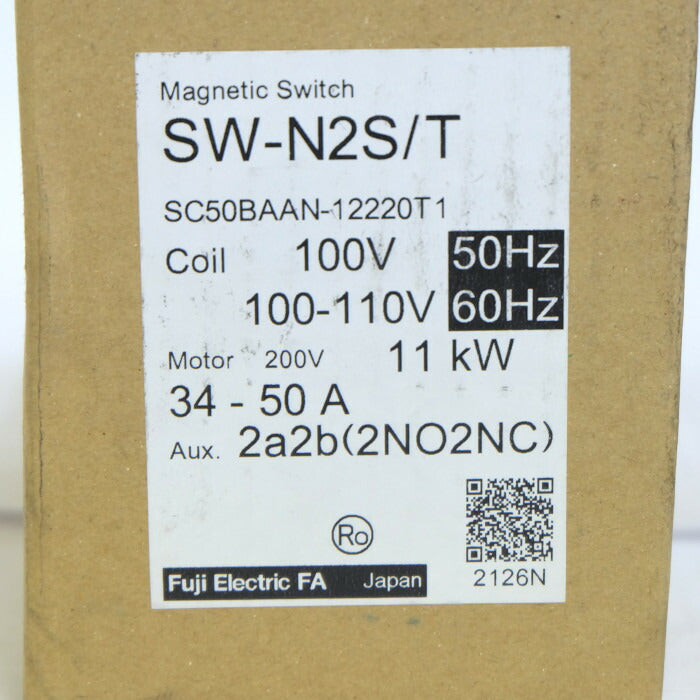 Magnetic Switch
SW-N2S/T
SC50BAAN-12220T1
Coil 100V 50Hz
100-110V 60Hz
Motor 200V 11 kW
34 - 50 A
Aux. 2a2b(2NO2NC)
Ro
2126N
Fuji Electric FA Japan